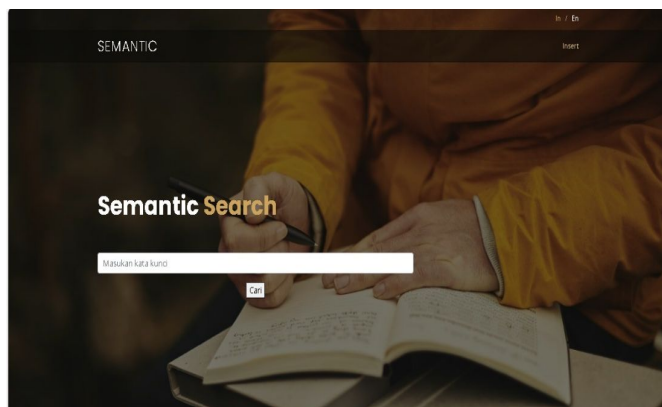 In / En
SEMANTIC
Insert
Semantic Search
Masukan kata kunci
Cari